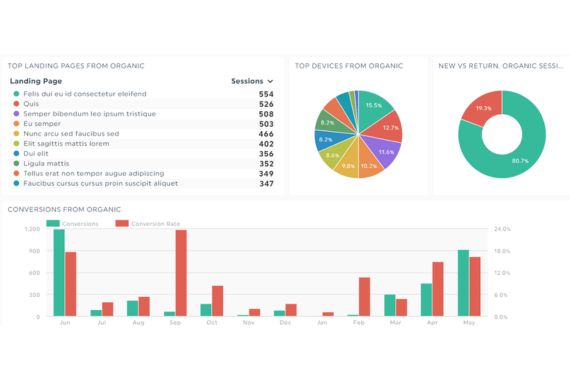 TOP LANDING PAGES FROM ORGANIC
Landing Page Sessions
Felis dui eu id consectetur eleifend 554
Quis 526
Semper bibendum leo ipsum tristique 508
Eu semper 503
Nunc arcu sed faucibus sed 466
Elit sagittis mattis lorem 402
Dui elit 356
Ligula mattis 352
Tellus erat non tempor augue adipiscing 349
Faucibus cursus cursus proin suscipit aliquet 347
TOP DEVICES FROM ORGANIC
15.5%
12.7%
11.6%
10.2%
9.8%
8.6%
8.2%
8.2%
NEW VS RETURN. ORGANIC SESSI...
19.3%
80.7%
CONVERSIONS FROM ORGANIC
Conversions Conversion Rate
1,200 24.0%
900 18.0%
600 12.0%
300 6.0%
0 0.0%
Jun Jul Aug Sep Oct Nov Dec Jan Feb Mar Apr May